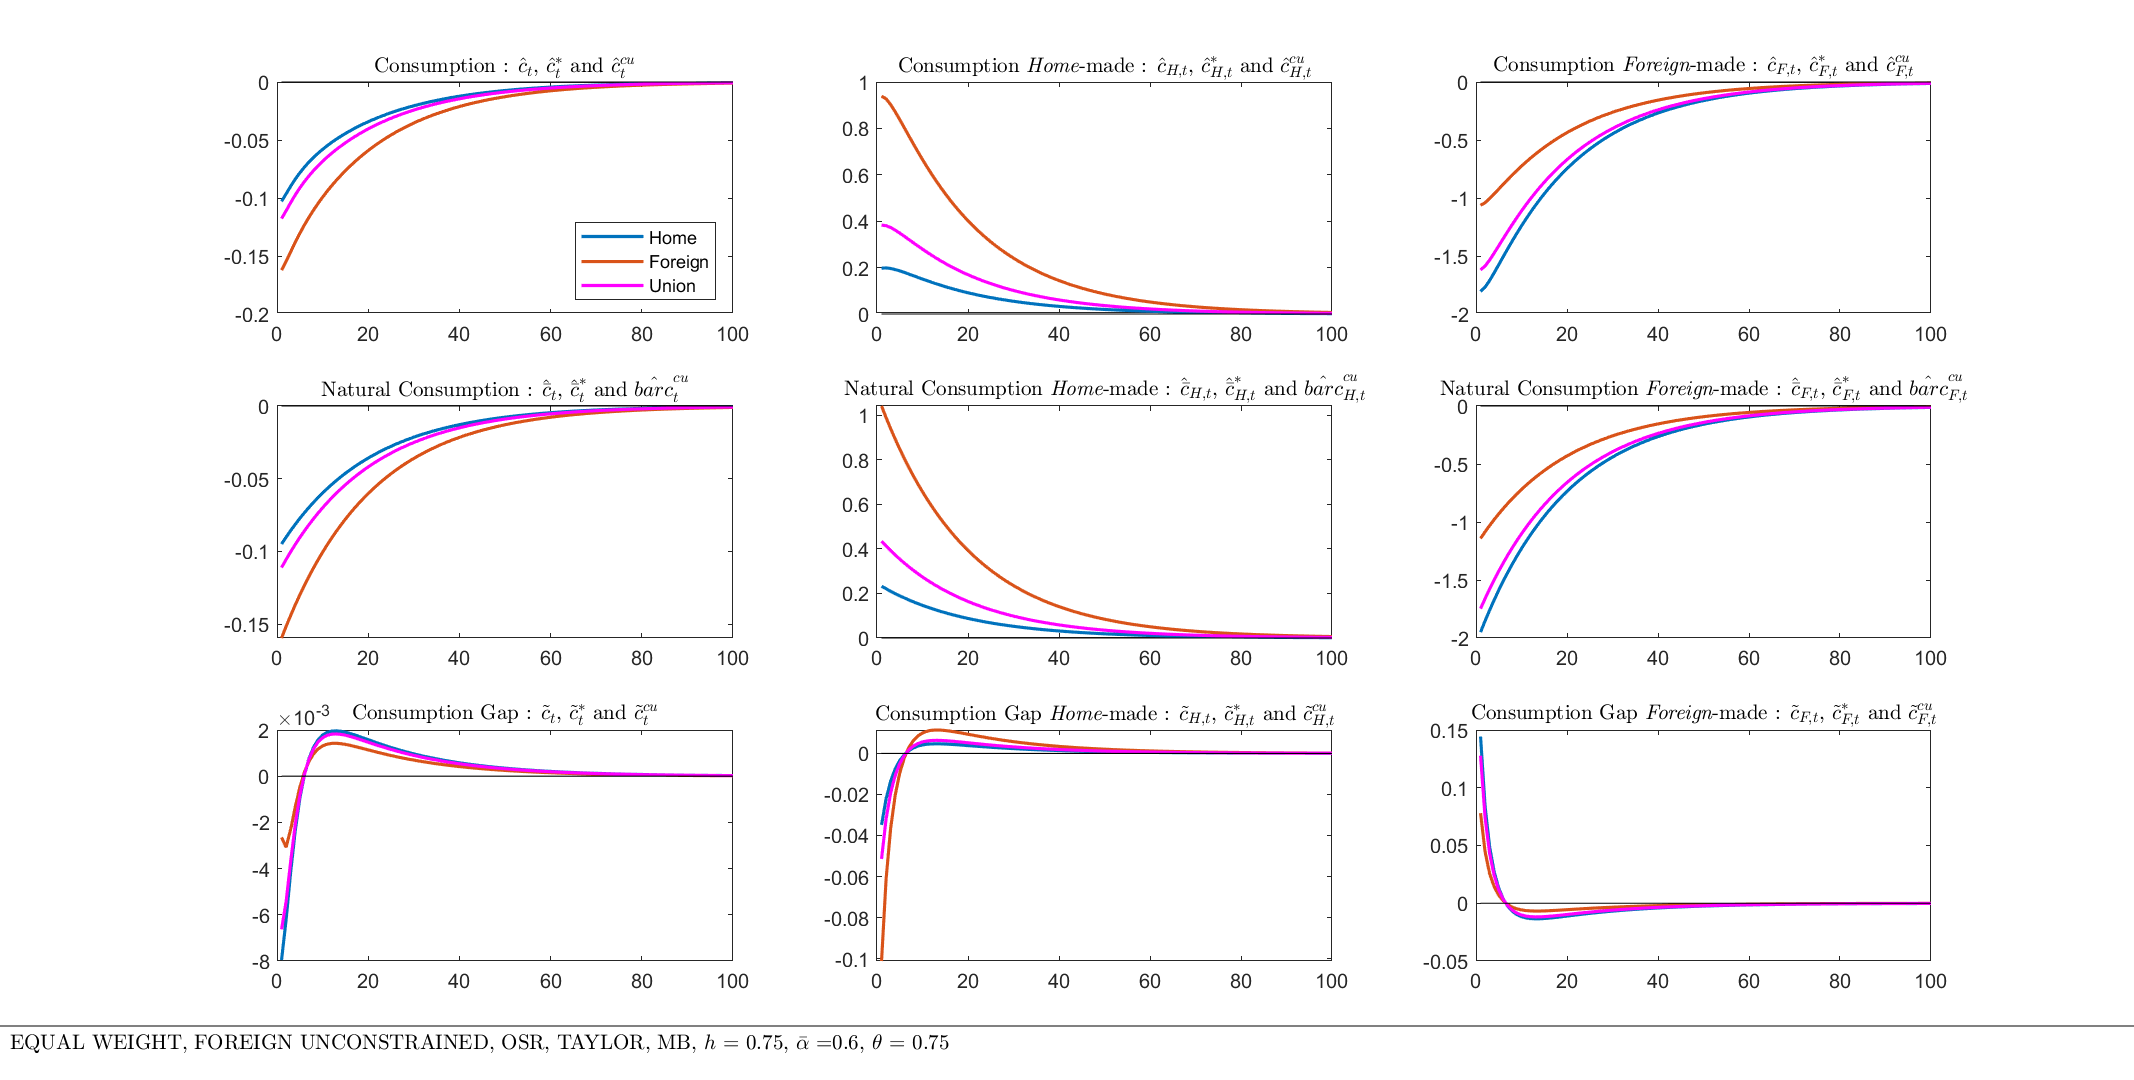 Consumption : ĉ_t, ĉ*_t and ĉ^cu_t
0
-0.05
-0.1
-0.15
-0.2
0 20 40 60 80 100
Home
Foreign
Union
Consumption Home-made : ĉ_H,t, ĉ*_H,t and ĉ^cu_H,t
1
0.8
0.6
0.4
0.2
0
0 20 40 60 80 100
Consumption Foreign-made : ĉ_F,t, ĉ*_F,t and ĉ^cu_F,t
0
-0.5
-1
-1.5
-2
0 20 40 60 80 100
Natural Consumption : c̄̂_t, c̄̂*_t and bar̂c^cu_t
0
-0.05
-0.1
-0.15
0 20 40 60 80 100
Natural Consumption Home-made : c̄̂_H,t, c̄̂*_H,t and bar̂c^cu_H,t
1
0.8
0.6
0.4
0.2
0
0 20 40 60 80 100
Natural Consumption Foreign-made : c̄̂_F,t, c̄̂*_F,t and bar̂c^cu_F,t
0
-0.5
-1
-1.5
-2
0 20 40 60 80 100
Consumption Gap : c̃_t, c̃*_t and c̃^cu_t
×10^-3
2
0
-2
-4
-6
-8
0 20 40 60 80 100
Consumption Gap Home-made : c̃_H,t, c̃*_H,t and c̃^cu_H,t
0
-0.02
-0.04
-0.06
-0.08
-0.1
0 20 40 60 80 100
Consumption Gap Foreign-made : c̃_F,t, c̃*_F,t and c̃^cu_F,t
0.15
0.1
0.05
0
-0.05
0 20 40 60 80 100
EQUAL WEIGHT, FOREIGN UNCONSTRAINED, OSR, TAYLOR, MB, h = 0.75, ᾱ =0.6, θ = 0.75